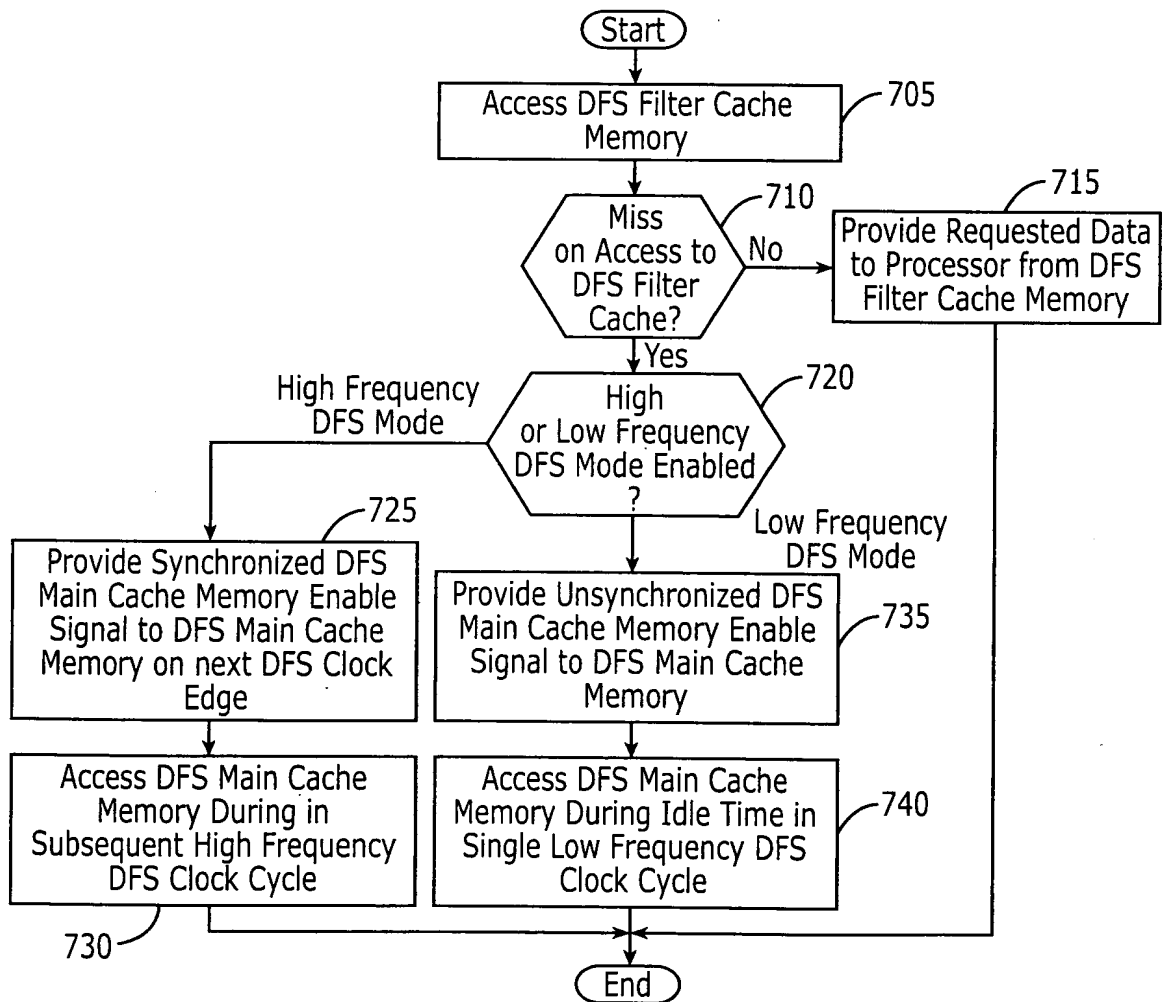 Start
Access DFS Filter Cache
Memory
705
Miss
on Access to
DFS Filter
Cache?
710
No
715
Provide Requested Data
to Processor from DFS
Filter Cache Memory
Yes
High Frequency
DFS Mode
High
or Low Frequency
DFS Mode Enabled
?
720
Low Frequency
DFS Mode
725
Provide Synchronized DFS
Main Cache Memory Enable
Signal to DFS Main Cache
Memory on next DFS Clock
Edge
Provide Unsynchronized DFS
Main Cache Memory Enable
Signal to DFS Main Cache
Memory
735
Access DFS Main Cache
Memory During in
Subsequent High Frequency
DFS Clock Cycle
730
Access DFS Main Cache
Memory During Idle Time in
Single Low Frequency DFS
Clock Cycle
740
End